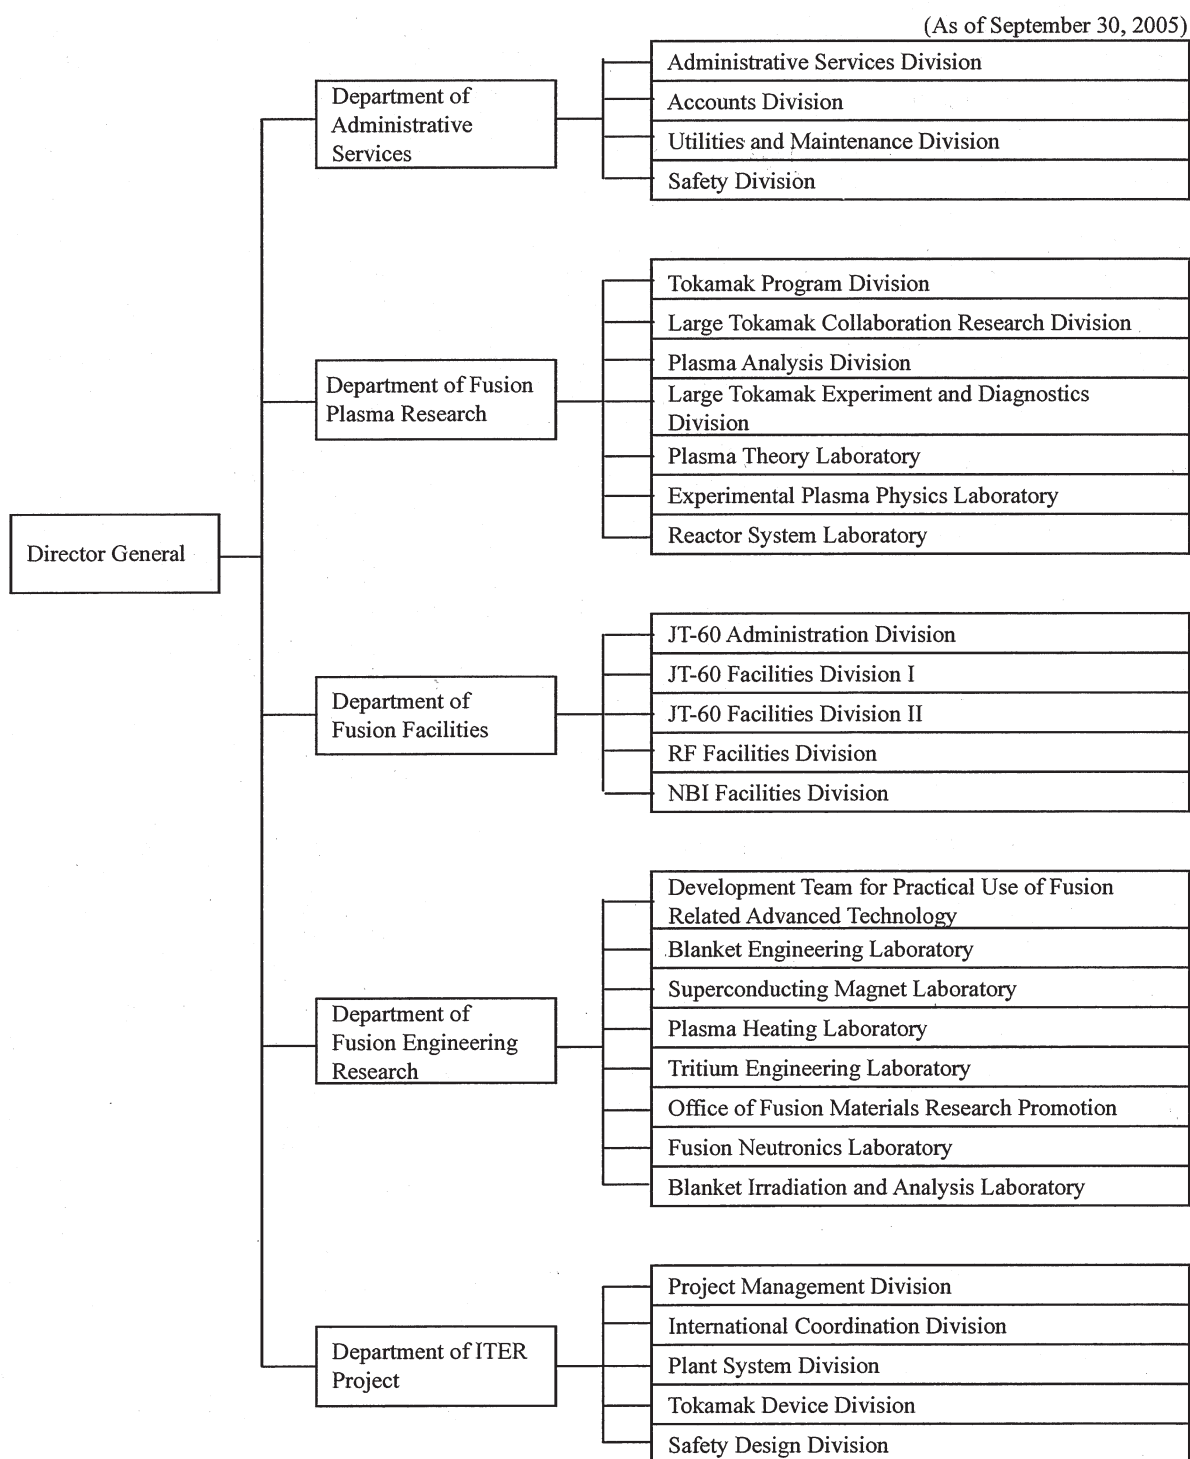 (As of September 30, 2005)
Department of
Administrative
Services
Administrative Services Division
Accounts Division
Utilities and Maintenance Division
Safety Division
Department of Fusion
Plasma Research
Tokamak Program Division
Large Tokamak Collaboration Research Division
Plasma Analysis Division
Large Tokamak Experiment and Diagnostics
Division
Plasma Theory Laboratory
Experimental Plasma Physics Laboratory
Reactor System Laboratory
Director General
Department of
Fusion Facilities
JT-60 Administration Division
JT-60 Facilities Division I
JT-60 Facilities Division II
RF Facilities Division
NBI Facilities Division
Department of
Fusion Engineering
Research
Development Team for Practical Use of Fusion
Related Advanced Technology
Blanket Engineering Laboratory
Superconducting Magnet Laboratory
Plasma Heating Laboratory
Tritium Engineering Laboratory
Office of Fusion Materials Research Promotion
Fusion Neutronics Laboratory
Blanket Irradiation and Analysis Laboratory
Department of ITER
Project
Project Management Division
International Coordination Division
Plant System Division
Tokamak Device Division
Safety Design Division